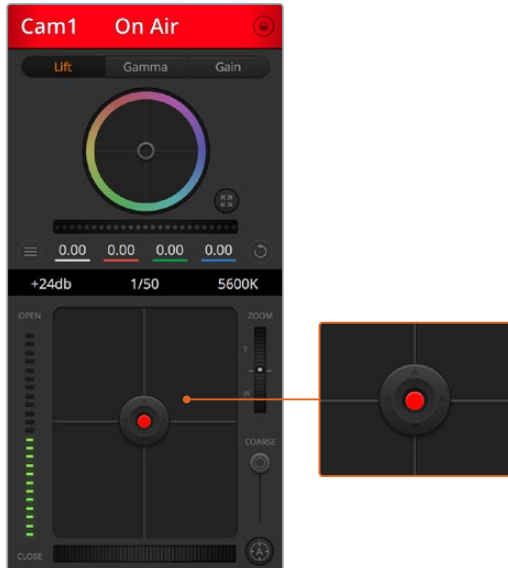 Cam1 On Air
Lift Gamma Gain
0.00 0.00 0.00 0.00
+24db 1/50 5600K
OPEN ZOOM
T
W
COARSE
A
CLOSE